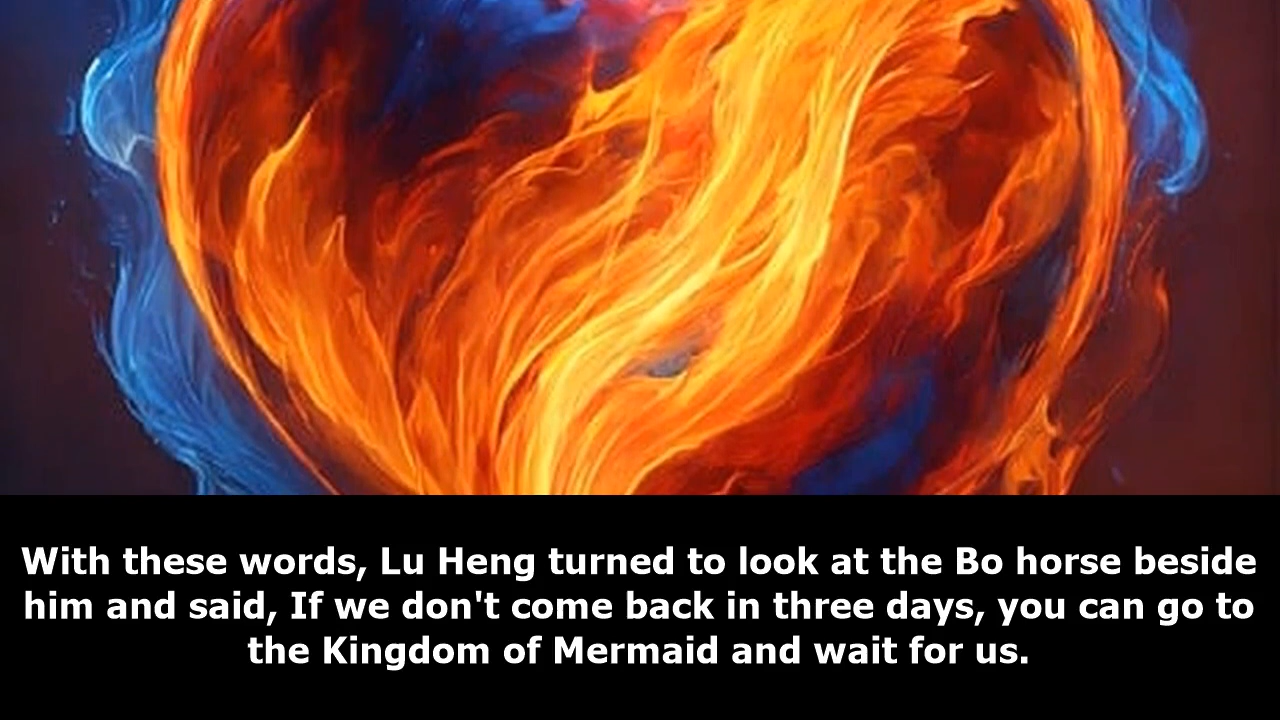 With these words, Lu Heng turned to look at the Bo horse beside
him and said, If we don't come back in three days, you can go to
the Kingdom of Mermaid and wait for us.